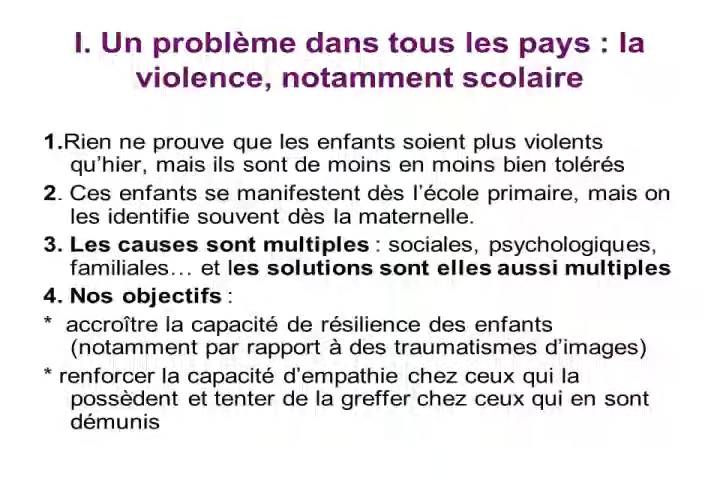 I. Un problème dans tous les pays : la
violence, notamment scolaire
1.Rien ne prouve que les enfants soient plus violents
qu’hier, mais ils sont de moins en moins bien tolérés
2. Ces enfants se manifestent dès l’école primaire, mais on
les identifie souvent dès la maternelle.
3. Les causes sont multiples : sociales, psychologiques,
familiales… et les solutions sont elles aussi multiples
4. Nos objectifs :
* accroître la capacité de résilience des enfants
(notamment par rapport à des traumatismes d’images)
* renforcer la capacité d’empathie chez ceux qui la
possèdent et tenter de la greffer chez ceux qui en sont
démunis